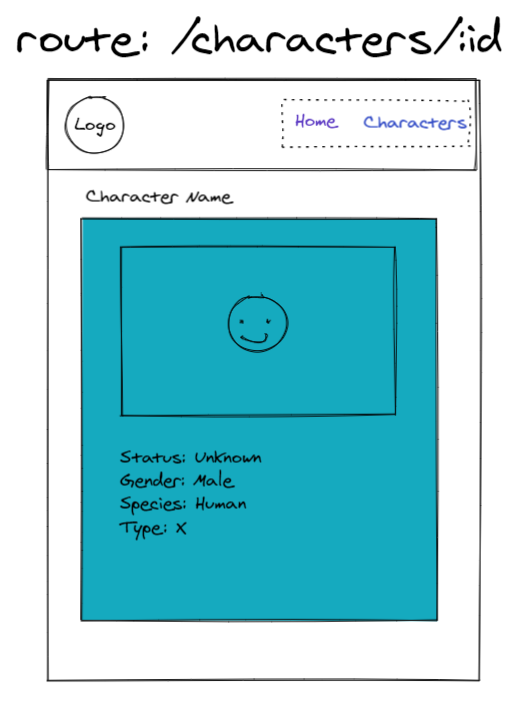 route: /characters/:id
Logo
Home Characters
Character Name
Status: Unknown
Gender: Male
Species: Human
Type: X